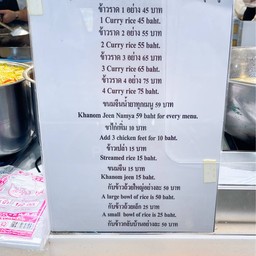 ข้าวราด 1 อย่าง 45 บาท
1 Curry rice 45 baht.
ข้าวราด 2 อย่าง 55 บาท
2 Curry rice 55 baht.
ข้าวราด 3 อย่าง 65 บาท
3 Curry rice 65 baht.
ข้าวราด 4 อย่าง 75 บาท
4 Curry rice 75 baht.
ขนมจีนน้ำยาทุกเมนู 59 บาท
Khanom Jeen Namya 59 baht for every menu.
ขาไก่เพิ่ม 10 บาท
Add 3 chicken feet for 10 baht.
ข้าวเปล่า 15 บาท
Streamed rice 15 baht.
ขนมจีน 15 บาท
Khanom jeen 15 baht.
กับข้าวถ้วยใหญ่อย่างละ 50 บาท
A large bowl of rice is 50 baht.
กับข้าวถ้วยเล็ก 25 บาท
A small bowl of rice is 25 baht.
กับข้าวกลับบ้านอย่างละ 50 บาท